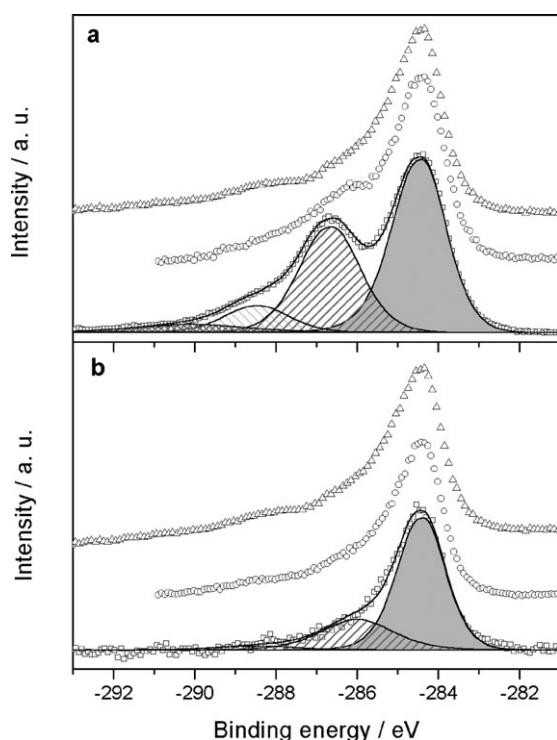 a
Intensity / a. u.
b
Intensity / a. u.
-292 -290 -288 -286 -284 -282
Binding energy / eV